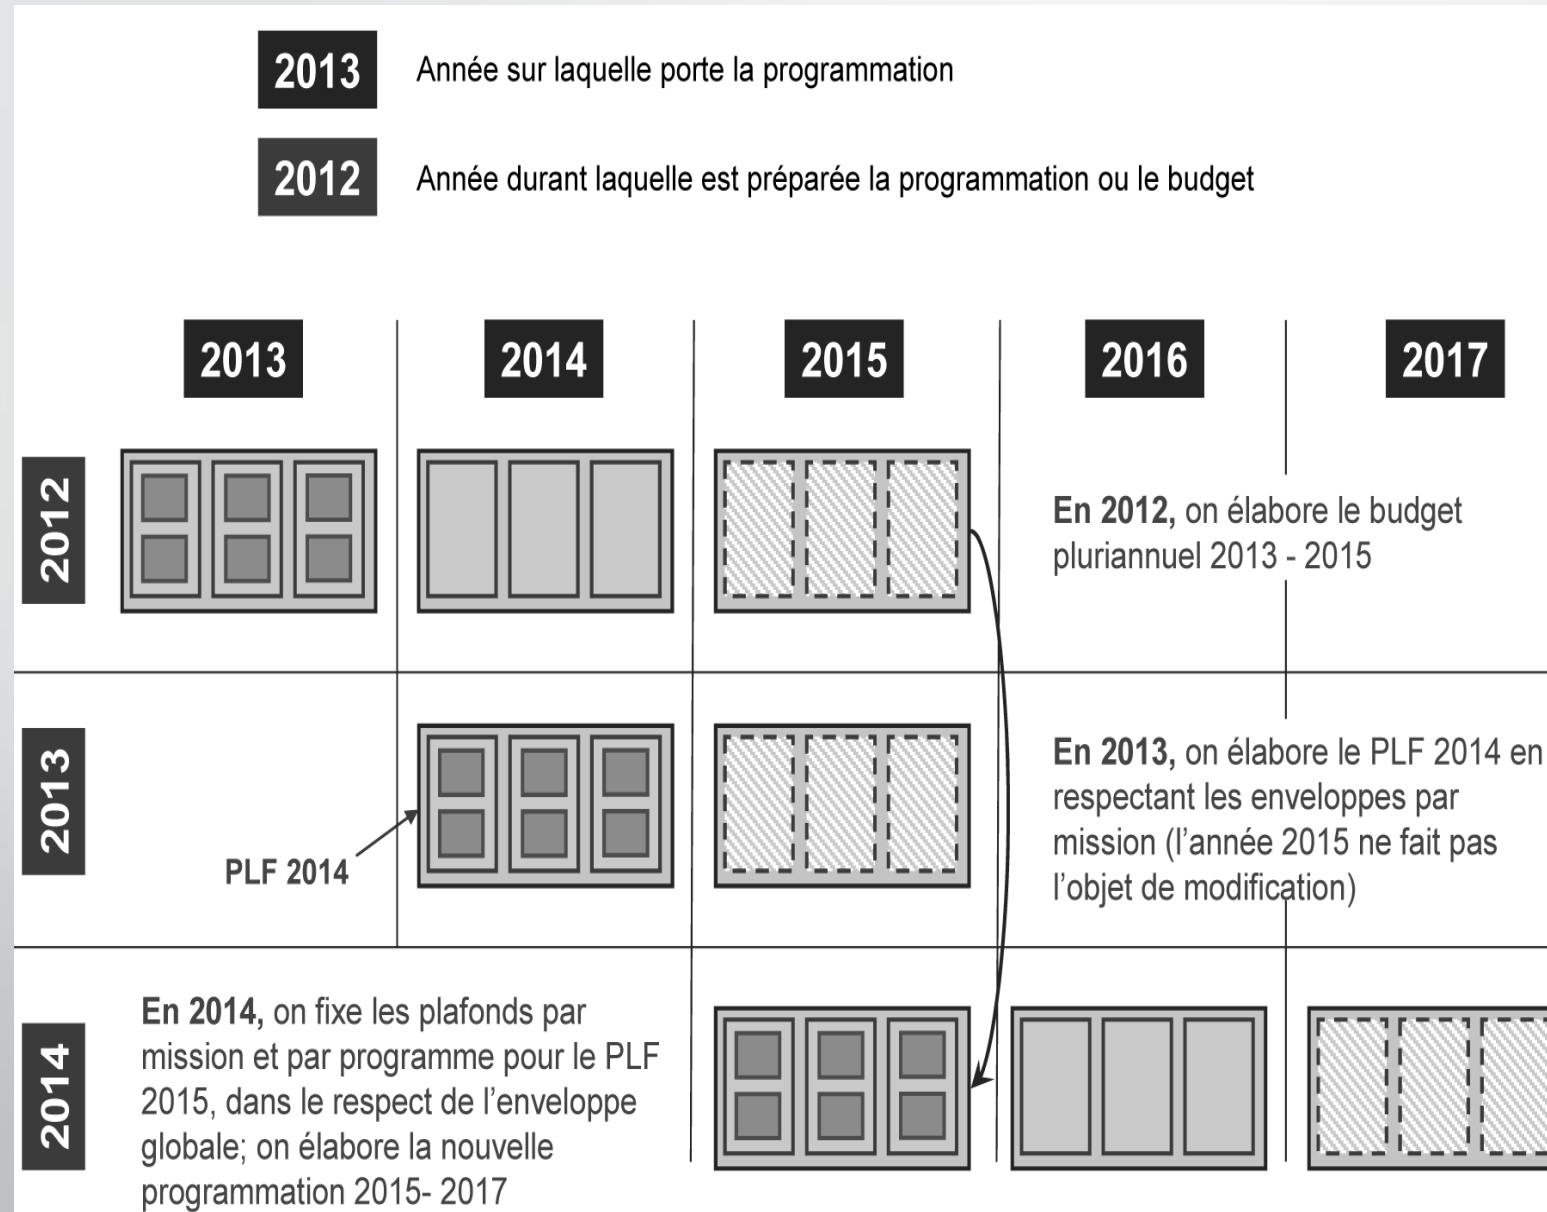 2013
Année sur laquelle porte la programmation
2012
Année durant laquelle est préparée la programmation ou le budget
2013
2014
2015
2016
2017
2012
En 2012, on élabore le budget
pluriannuel 2013 - 2015
2013
PLF 2014
En 2013, on élabore le PLF 2014 en
respectant les enveloppes par
mission (l'année 2015 ne fait pas
l'objet de modification)
2014
En 2014, on fixe les plafonds par
mission et par programme pour le PLF
2015, dans le respect de l'enveloppe
globale; on élabore la nouvelle
programmation 2015- 2017